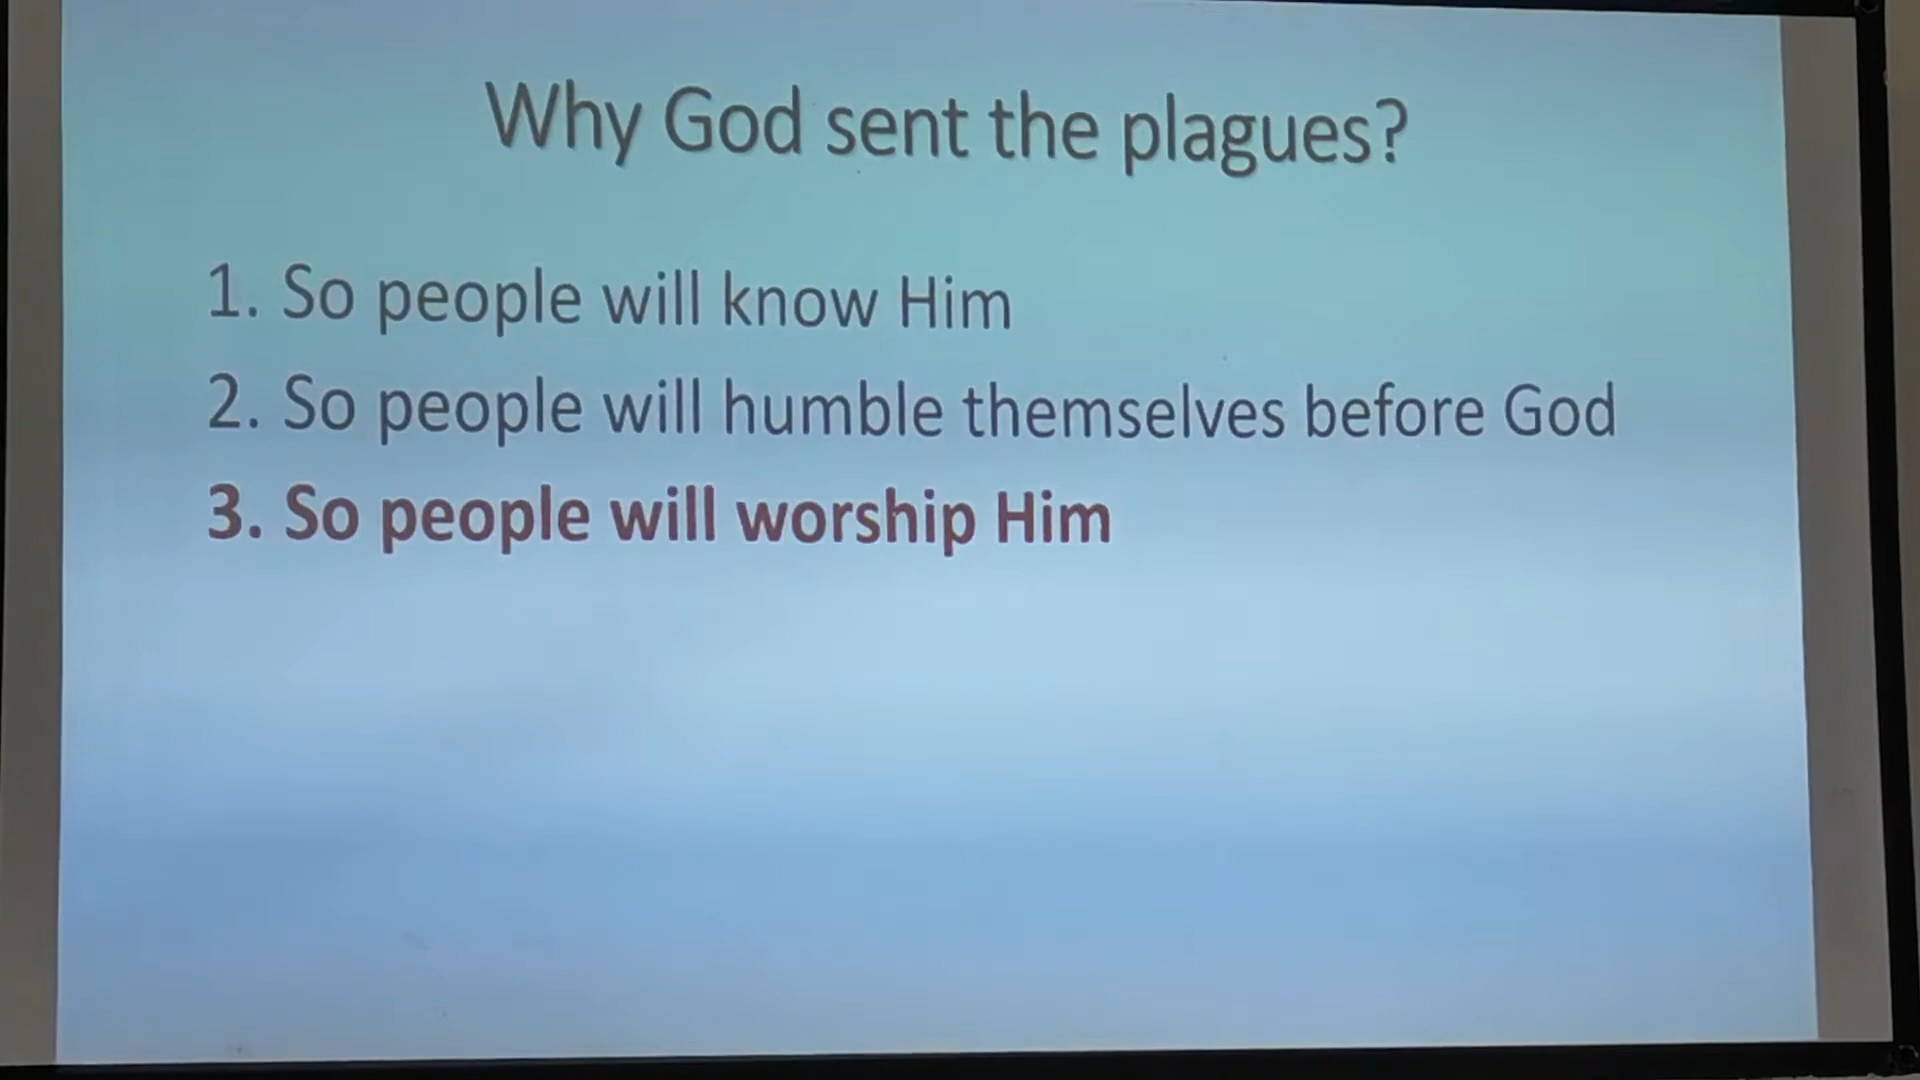 Why God sent the plagues?
1. So people will know Him
2. So people will humble themselves before God
3. So people will worship Him